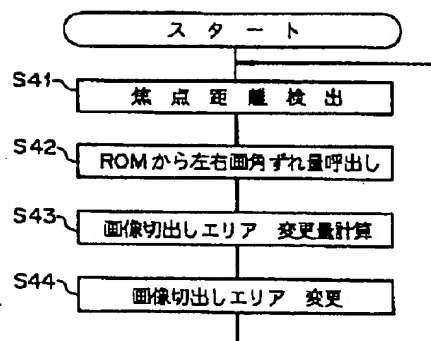 スタート
S41
焦点距離検出
S42
ROMから左右画角ずれ量呼出し
S43
画像切出しエリア 変更量計算
S44
画像切出しエリア 変更